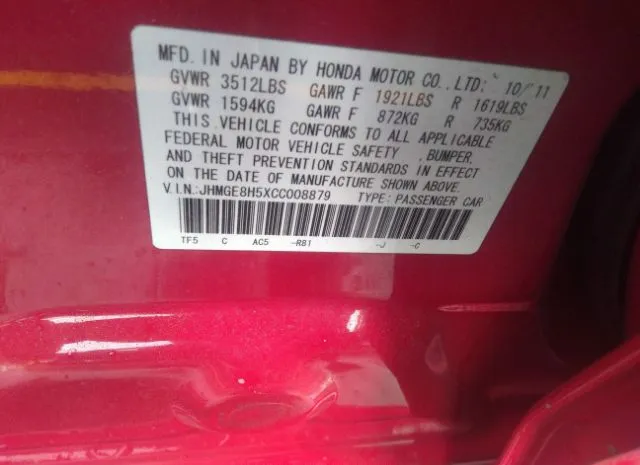 MFD. IN JAPAN BY HONDA MOTOR CO., LTD: 10/11
GVWR 3512LBS GAWR F 1921LBS R 1619LBS
GVWR 1594KG GAWR F 872KG R 735KG
THIS VEHICLE CONFORMS TO ALL APPLICABLE
FEDERAL MOTOR VEHICLE SAFETY ,BUMPER,
AND THEFT PREVENTION STANDARDS IN EFFECT
ON THE DATE OF MANUFACTURE SHOWN ABOVE.
V.I.N.:JHMGE8H5XCC008879 TYPE: PASSENGER CAR
TF5 C AC5 -R81 -J -C